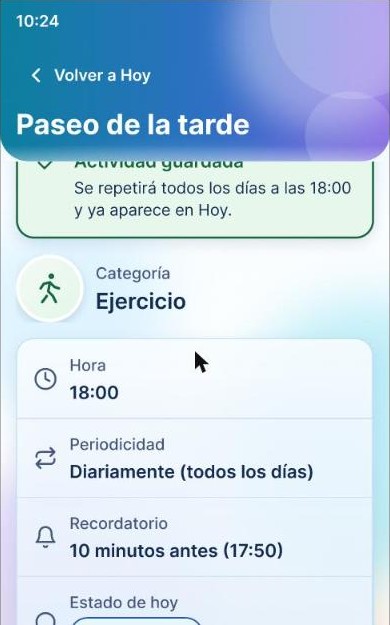 10:24
Volver a Hoy
Paseo de la tarde
Actividad guardada
Se repetirá todos los días a las 18:00
y ya aparece en Hoy.
Categoría
Ejercicio
Hora
18:00
Periodicidad
Diariamente (todos los días)
Recordatorio
10 minutos antes (17:50)
Estado de hoy